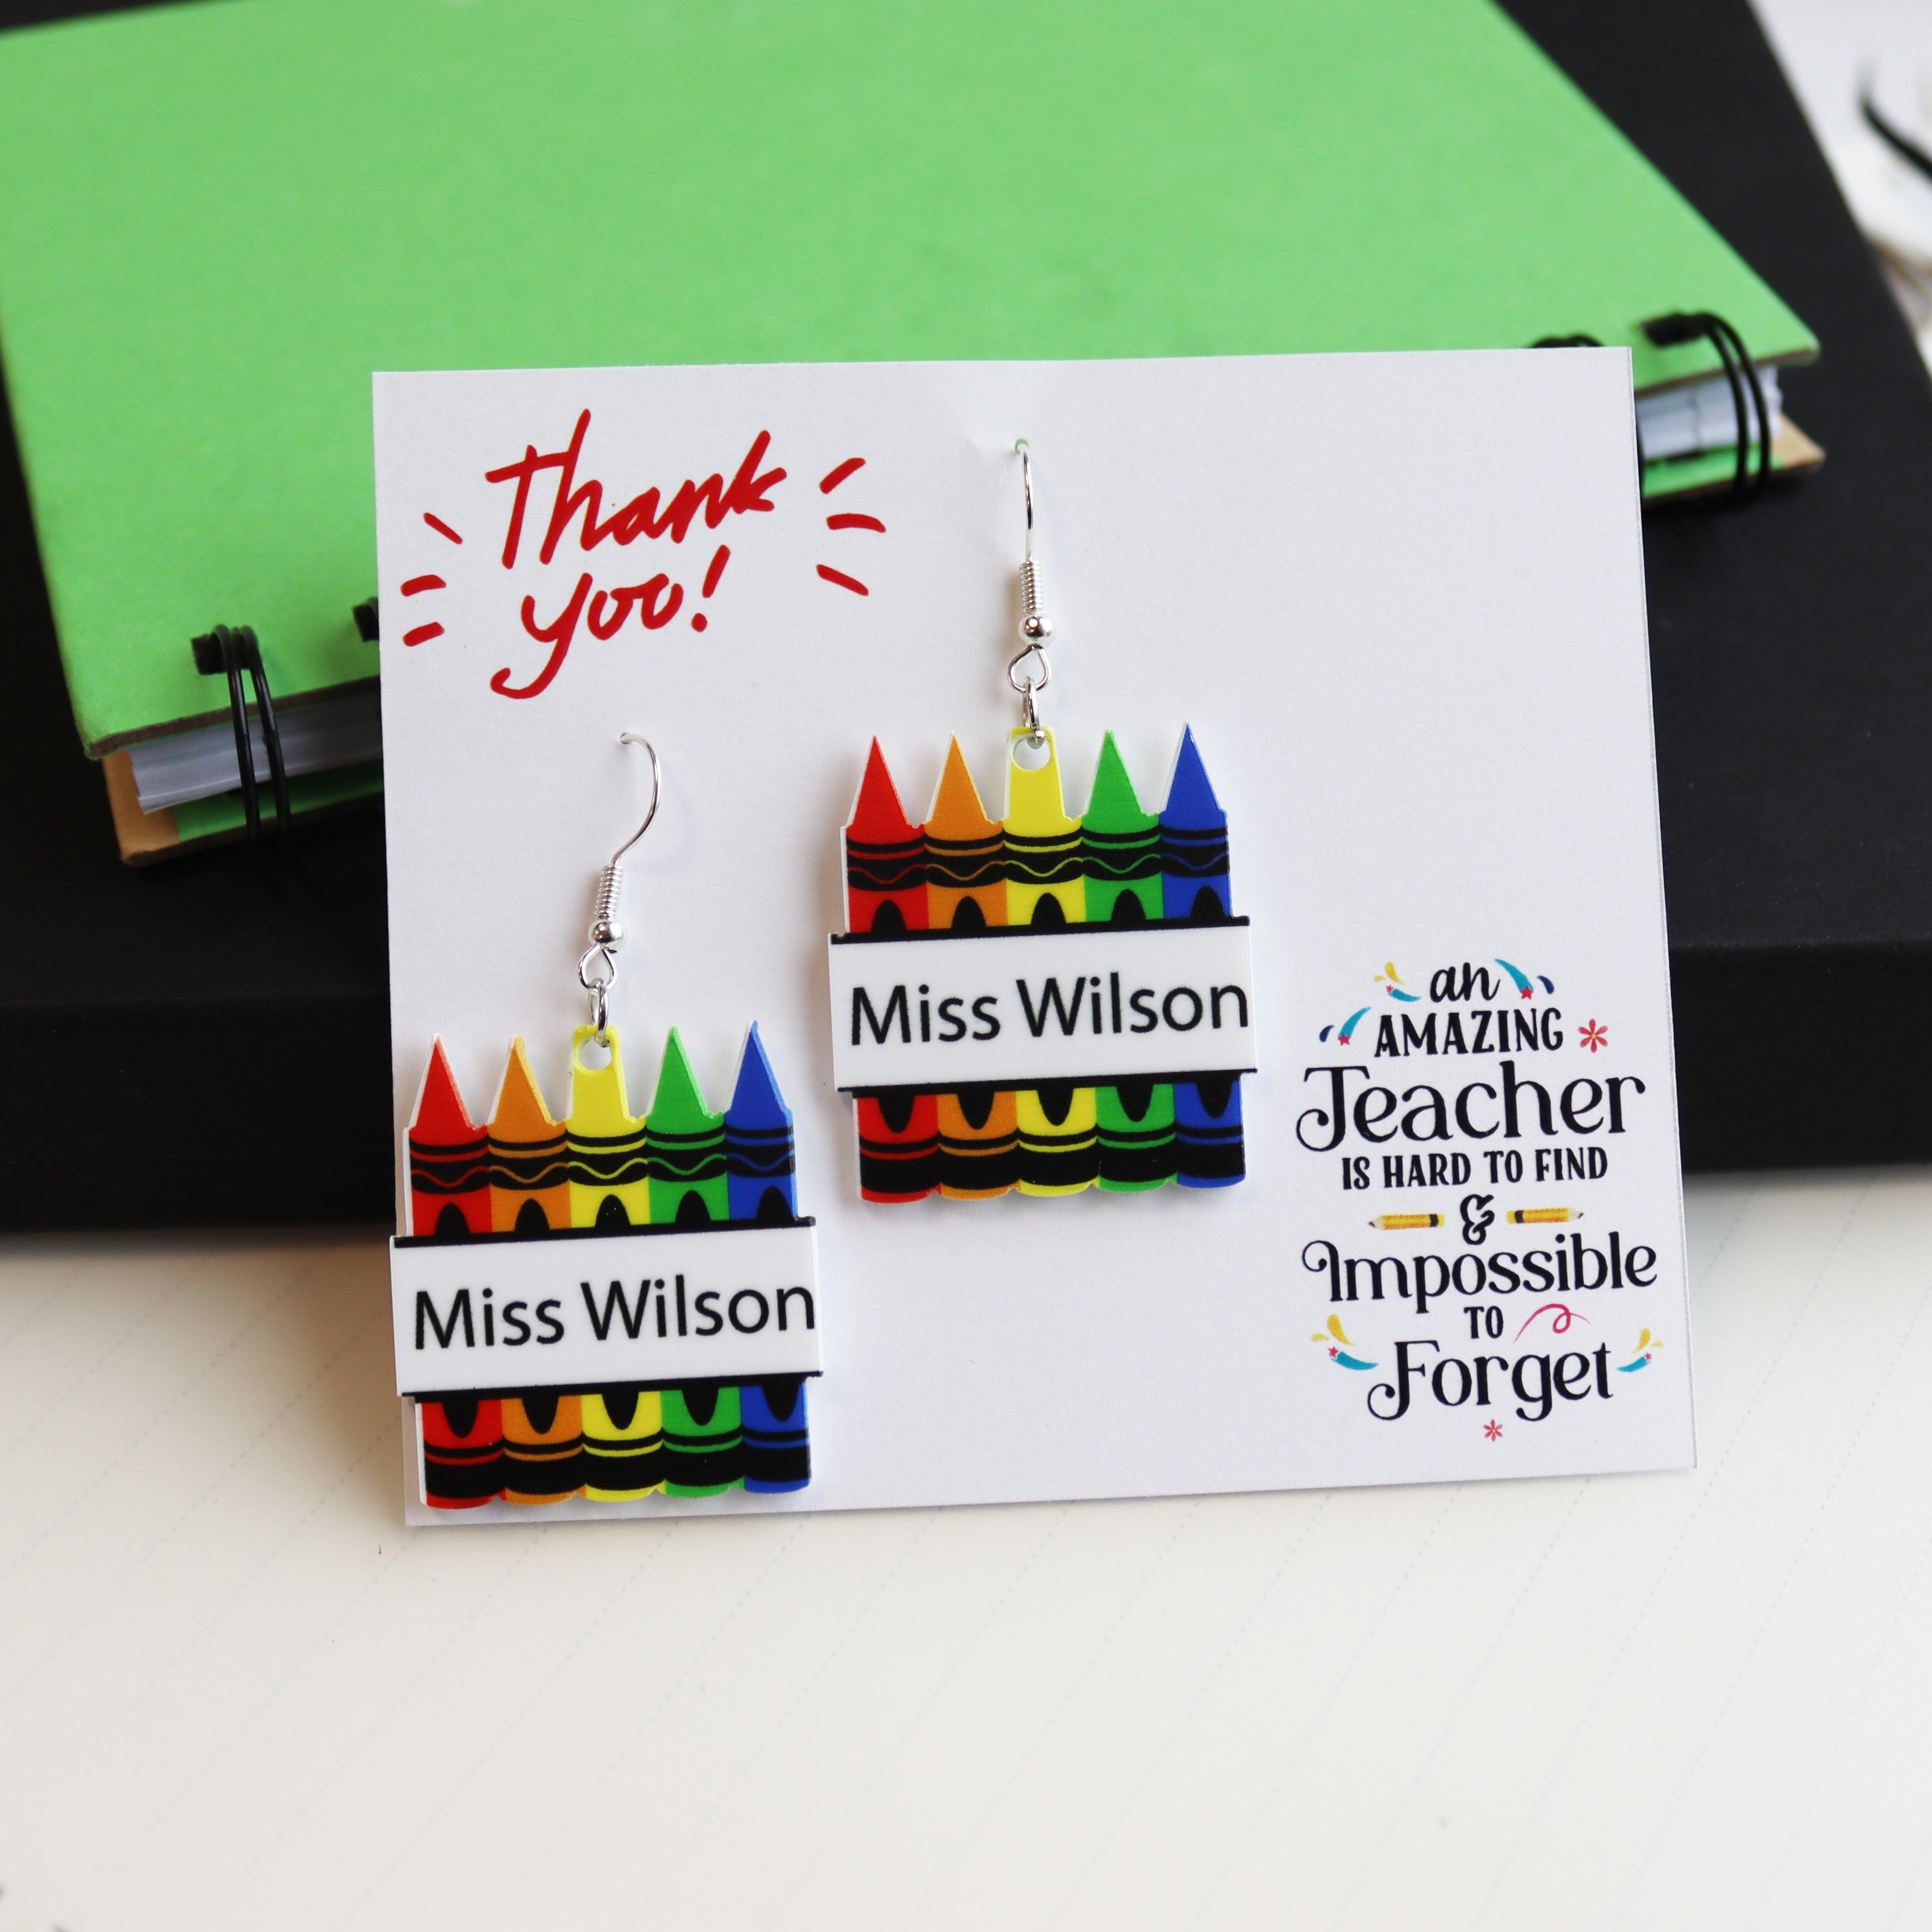 Thank
you!
Miss Wilson
Miss Wilson
an
AMAZING
Teacher
IS HARD TO FIND
&
Impossible
TO
Forget